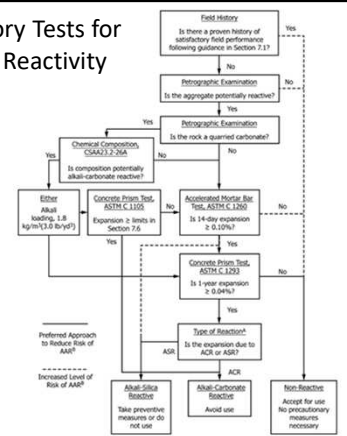 ory Tests for
Reactivity
Field History
Is there a proven history of
satisfactory field performance
following guidance in Section 7.1?
Yes
No
Petrographic Examination
Is the aggregate potentially reactive?
No
Yes
Petrographic Examination
Is the rock a quarried carbonate?
Yes
No
Chemical Composition,
CSAA23.2-26A
Is composition potentially
alkali-carbonate reactive?
Yes
No
Either
Alkali
loading, 1.8
kg/m³(3.0 lb/yd³)
Concrete Prism Test,
ASTM C 1105
Expansion ≥ limits in
Section 7.6
No
Yes
Accelerated Mortar Bar
Test, ASTM C 1260
Is 14-day expansion
≥ 0.10%?
No
Yes
Concrete Prism Test,
ASTM C 1293
Is 1-year expansion
≥ 0.04%?
No
Yes
Type of Reactionᴬ
Is the expansion due to
ACR or ASR?
ASR
ACR
Preferred Approach
to Reduce Risk of
AARᴮ
Increased Level of
Risk of AARᴮ
Alkali-Silica
Reactive
Take preventive
measures or do
not use
Alkali-Carbonate
Reactive
Avoid use
Non-Reactive
Accept for use
No precautionary
measures
necessary